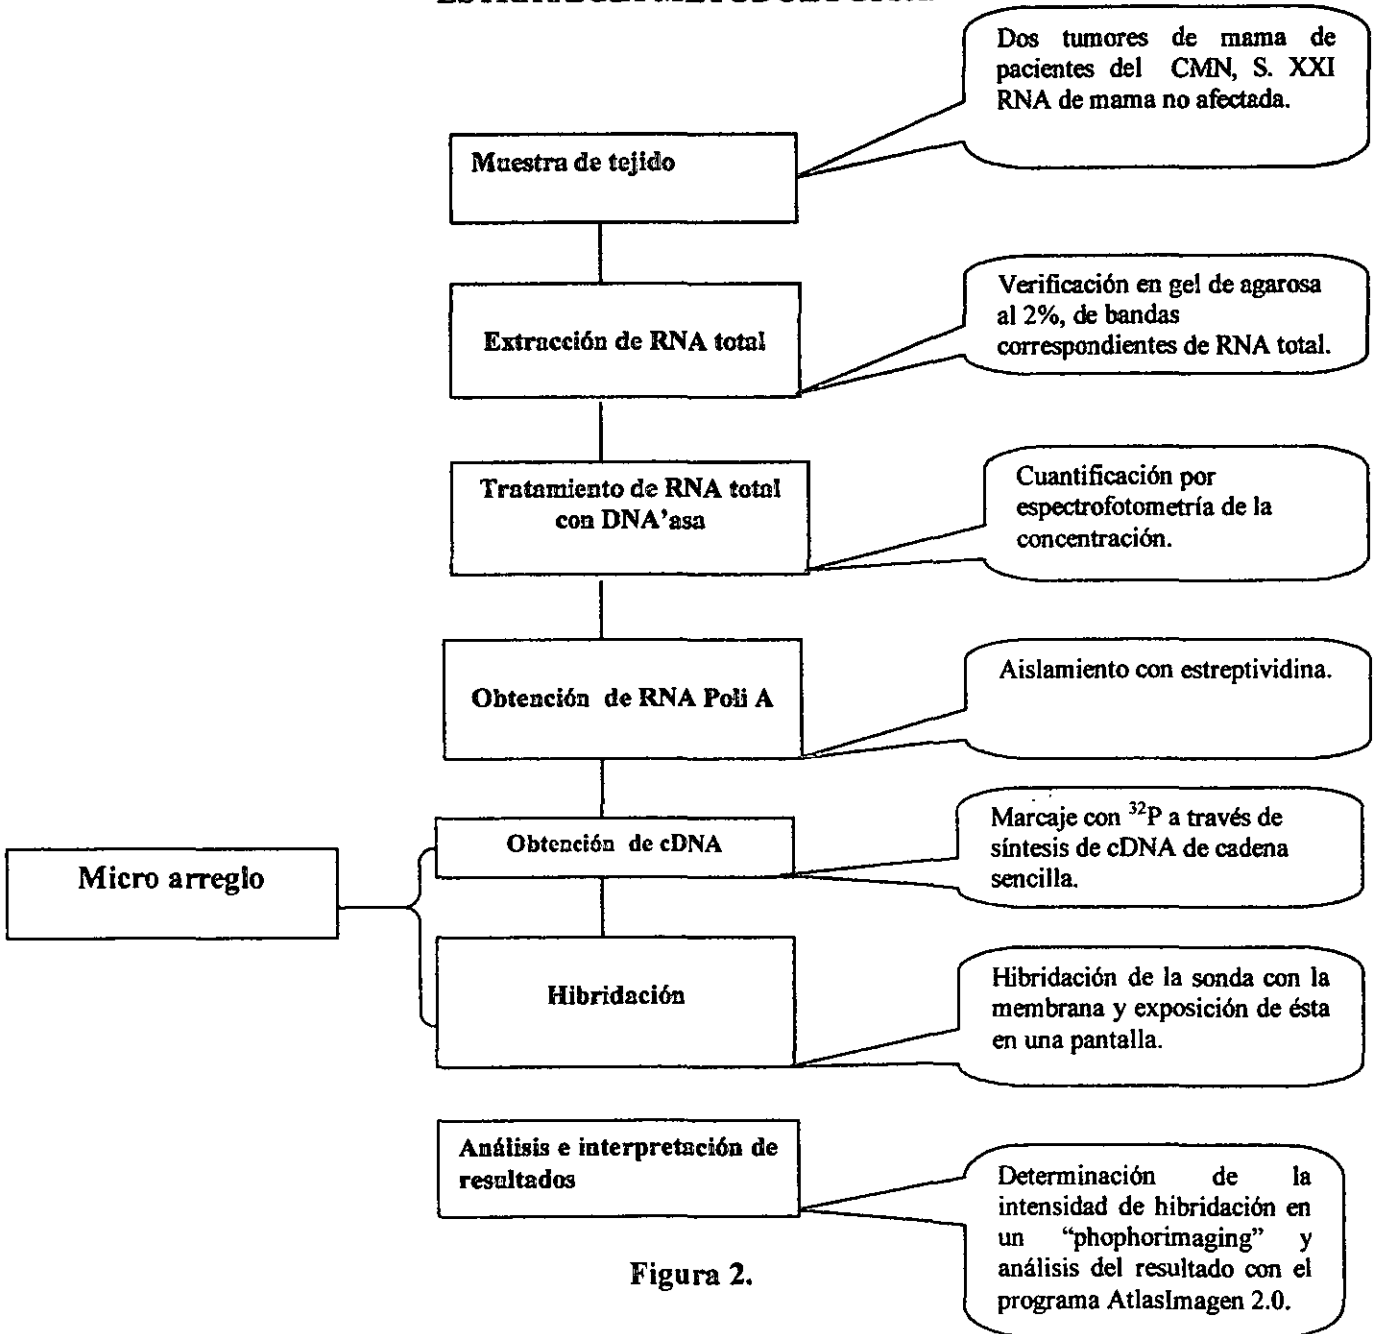 Dos tumores de mama de
pacientes del CMN, S. XXI
RNA de mama no afectada.
Muestra de tejido
Verificación en gel de agarosa
al 2%, de bandas
correspondientes de RNA total.
Extracción de RNA total
Cuantificación por
espectrofotometría de la
concentración.
Tratamiento de RNA total
con DNA’asa
Aislamiento con estreptividina.
Obtención de RNA Poli A
Marcaje con ³²P a través de
síntesis de cDNA de cadena
sencilla.
Obtención de cDNA
Micro arreglo
Hibridación de la sonda con la
membrana y exposición de ésta
en una pantalla.
Hibridación
Análisis e interpretación de
resultados
Determinación de la
intensidad de hibridación en
un “phophorimaging” y
análisis del resultado con el
programa AtlasImagen 2.0.
Figura 2.